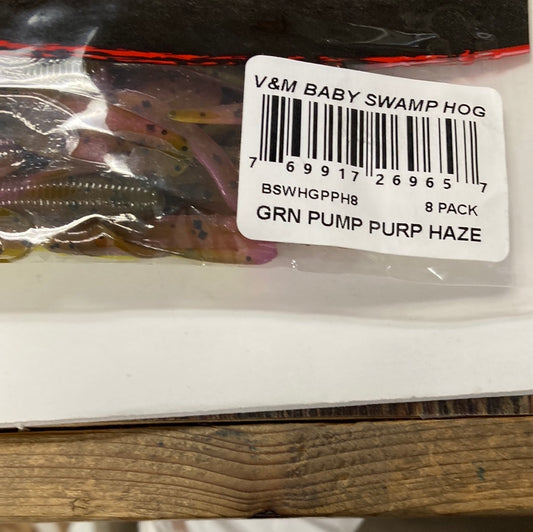 V&M BABY SWAMP HOG
7 69917 26965 7
BSWHGPPH8 8 PACK
GRN PUMP PURP HAZE